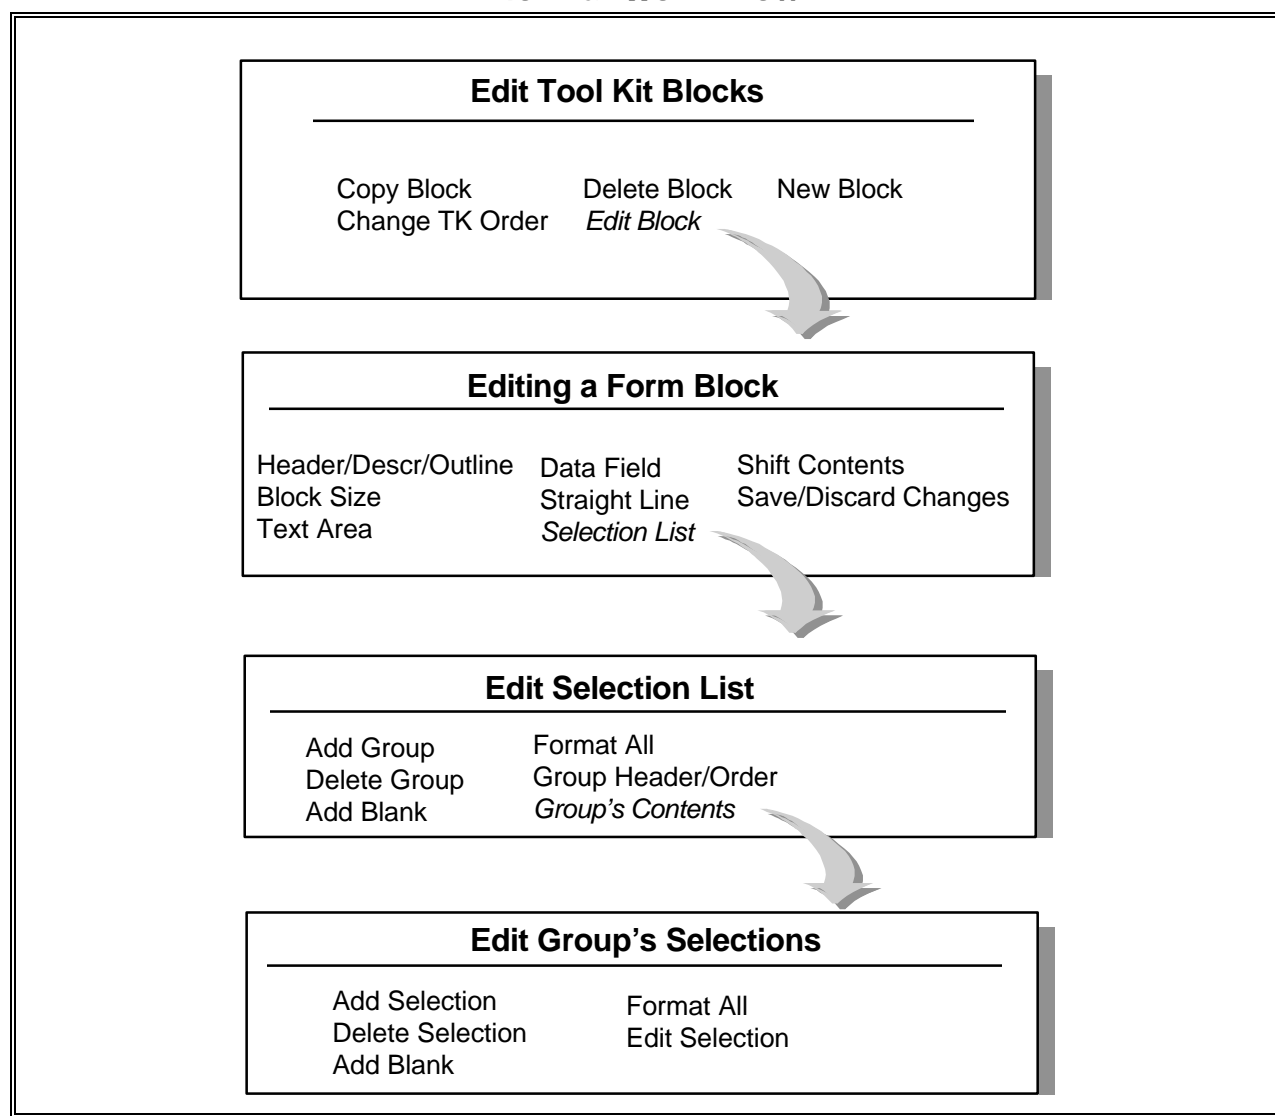 Edit Tool Kit Blocks
Copy Block Delete Block New Block
Change TK Order Edit Block
Editing a Form Block
Header/Descr/Outline Data Field Shift Contents
Block Size Straight Line Save/Discard Changes
Text Area Selection List
Edit Selection List
Add Group Format All
Delete Group Group Header/Order
Add Blank Group’s Contents
Edit Group’s Selections
Add Selection Format All
Delete Selection Edit Selection
Add Blank